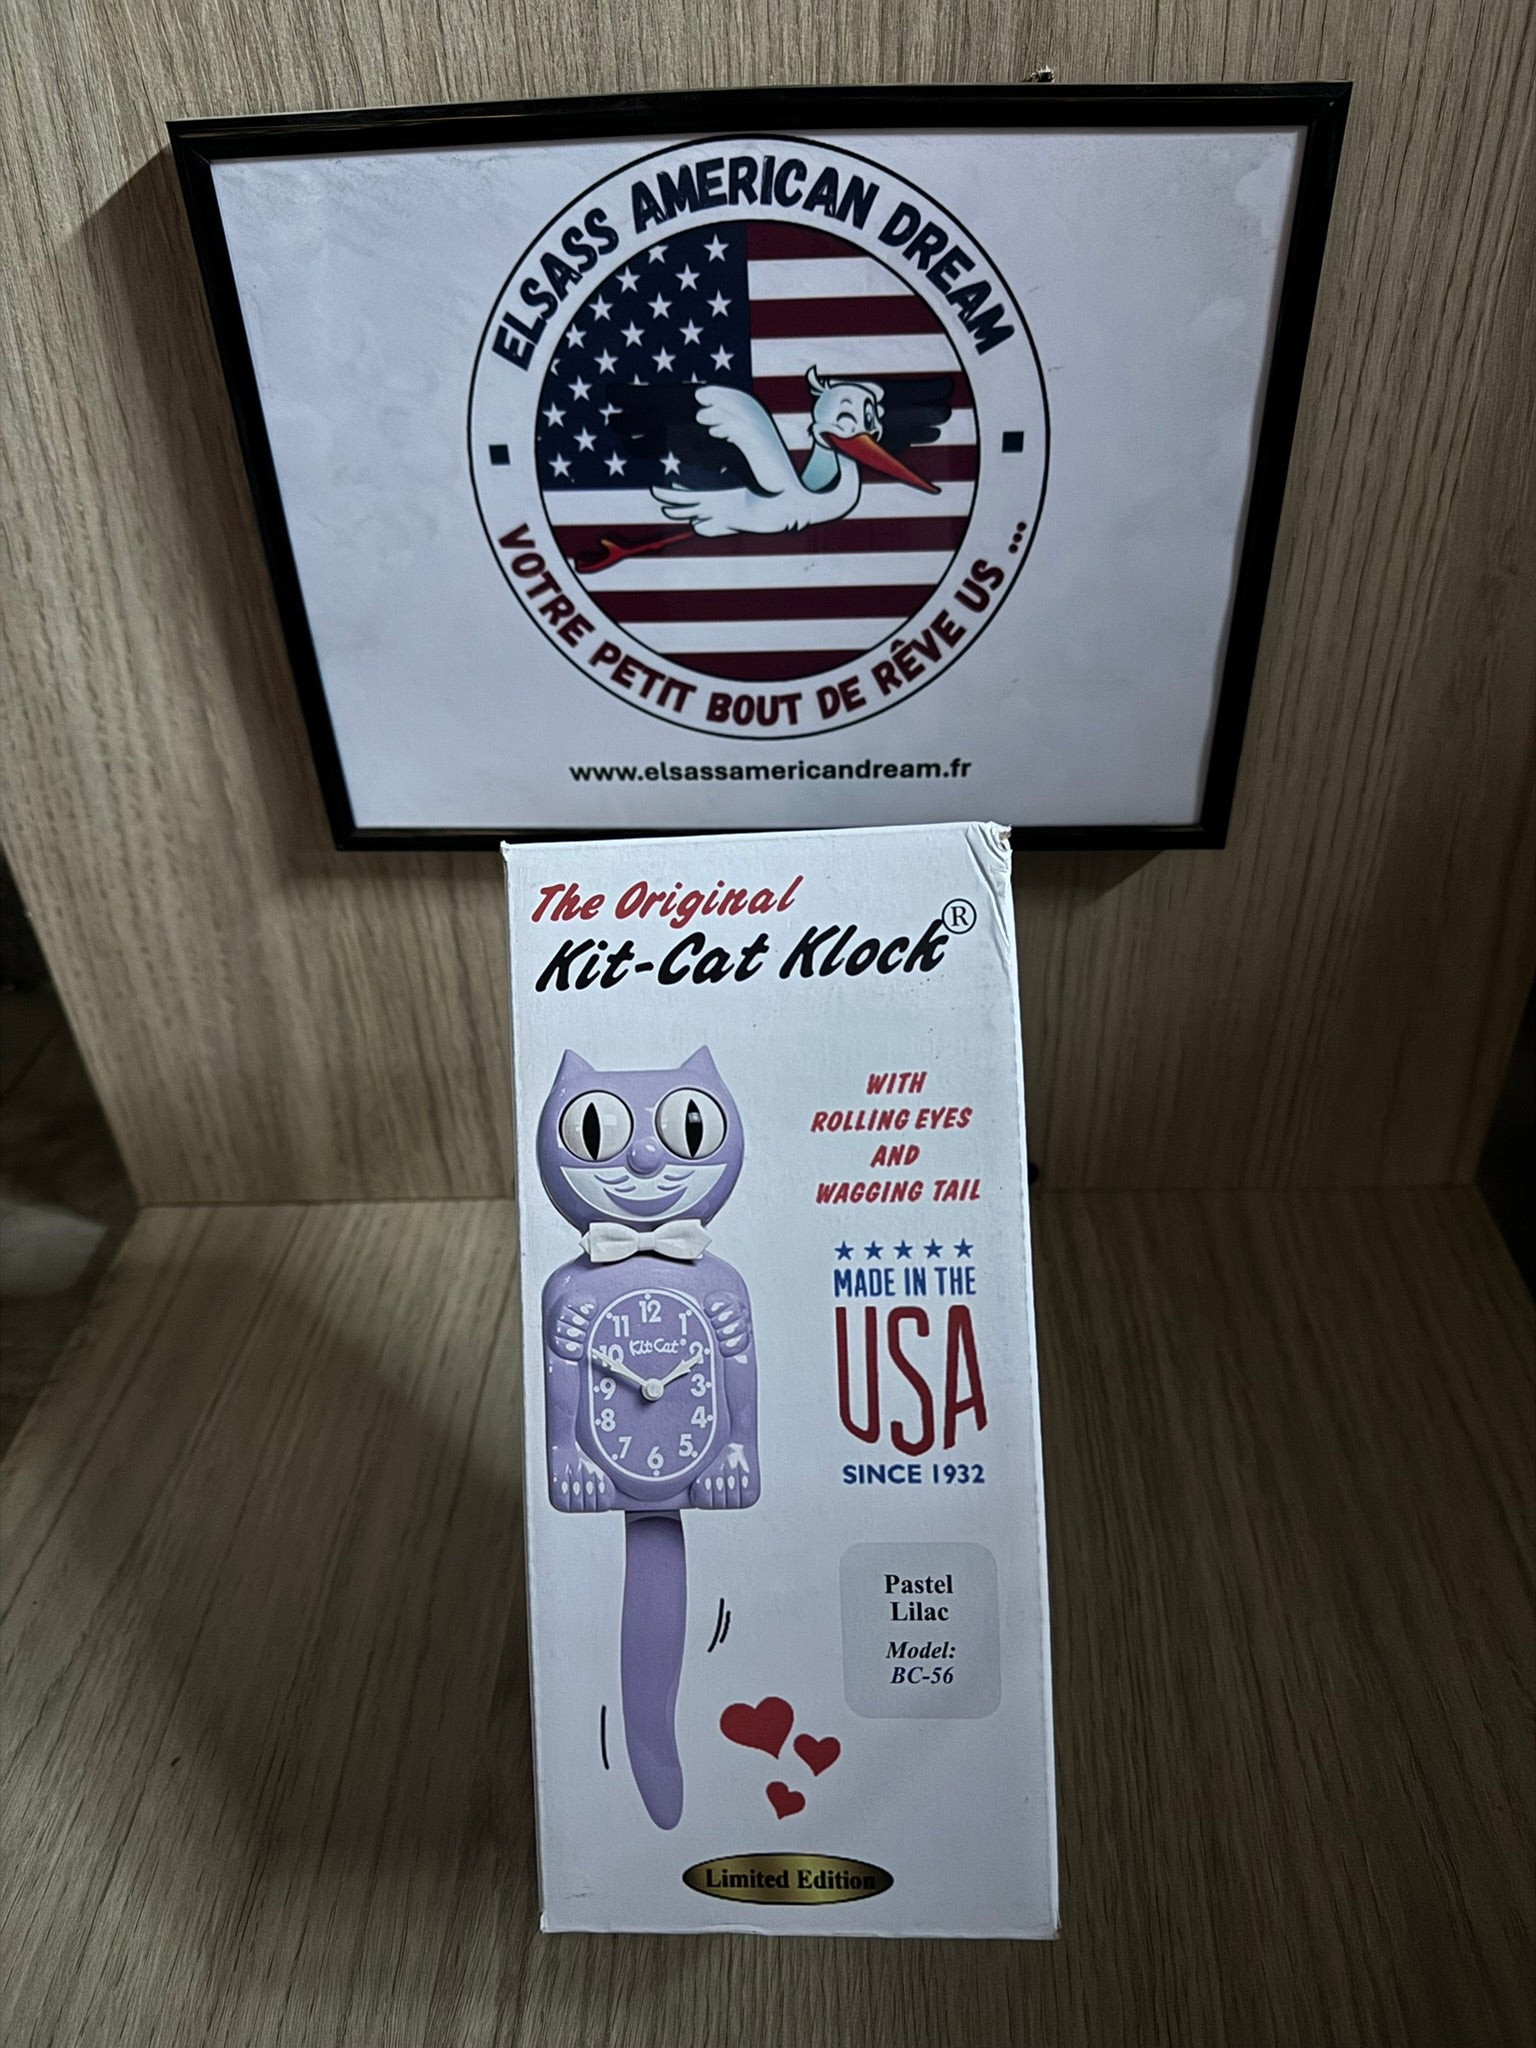 ELSASS AMERICAN DREAM
VOTRE PETIT BOUT DE RÊVE US ...
www.elsassamericandream.fr
The Original
Kit-Cat Klock®
WITH
ROLLING EYES
AND
WAGGING TAIL
MADE IN THE
USA
SINCE 1932
12
11 1
Kit-Cat®
10 2
9 3
8 4
7 5
6
Pastel
Lilac
Model:
BC-56
Limited Edition